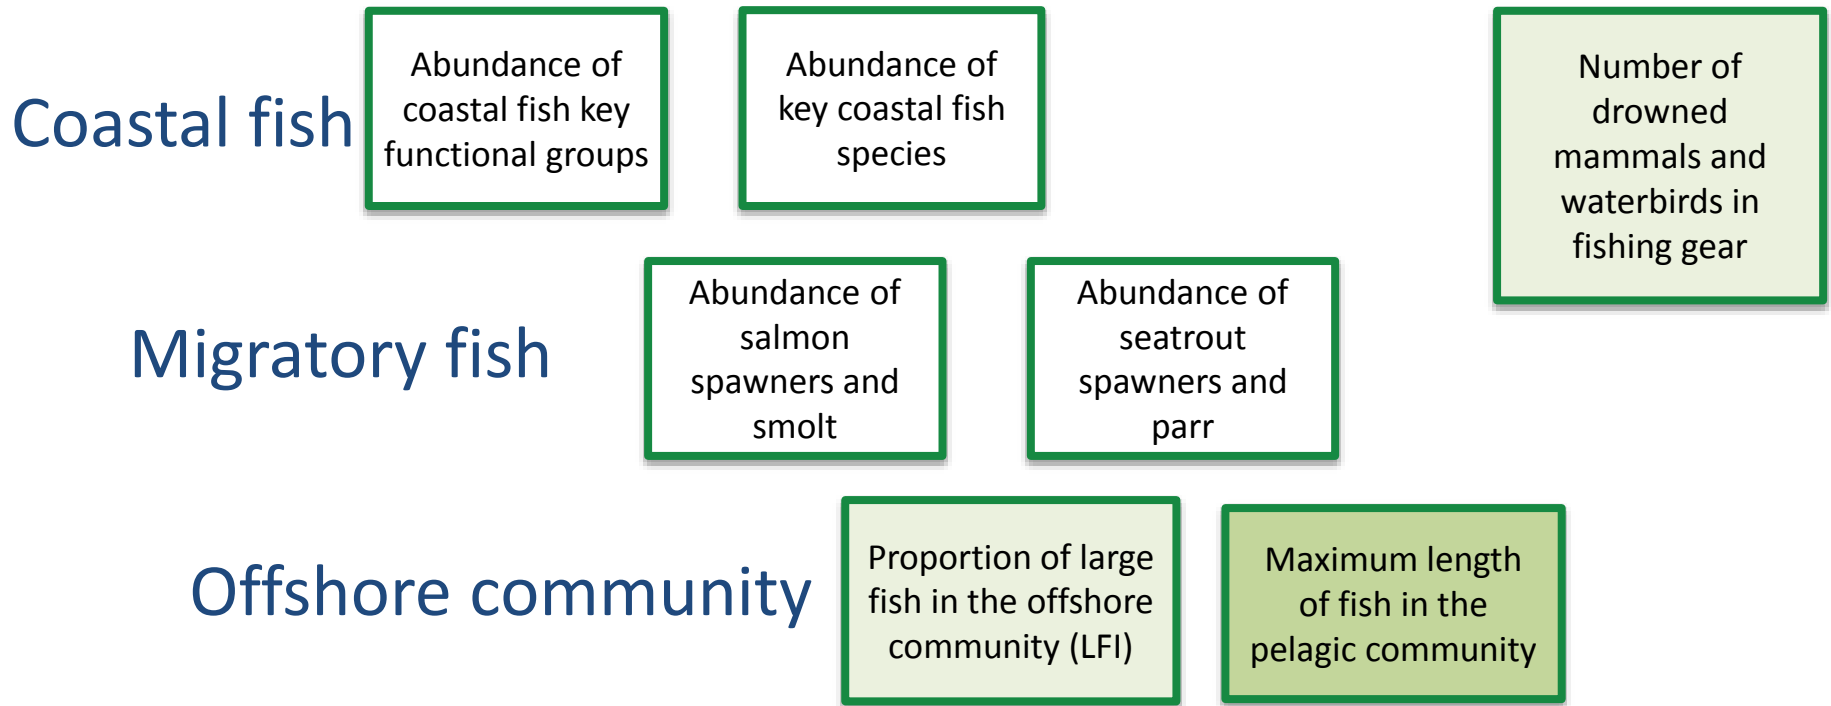 Coastal fish
Abundance of
coastal fish key
functional groups
Abundance of
key coastal fish
species
Number of
drowned
mammals and
waterbirds in
fishing gear
Migratory fish
Abundance of
salmon
spawners and
smolt
Abundance of
seatrout
spawners and
parr
Offshore community
Proportion of large
fish in the offshore
community (LFI)
Maximum length
of fish in the
pelagic community